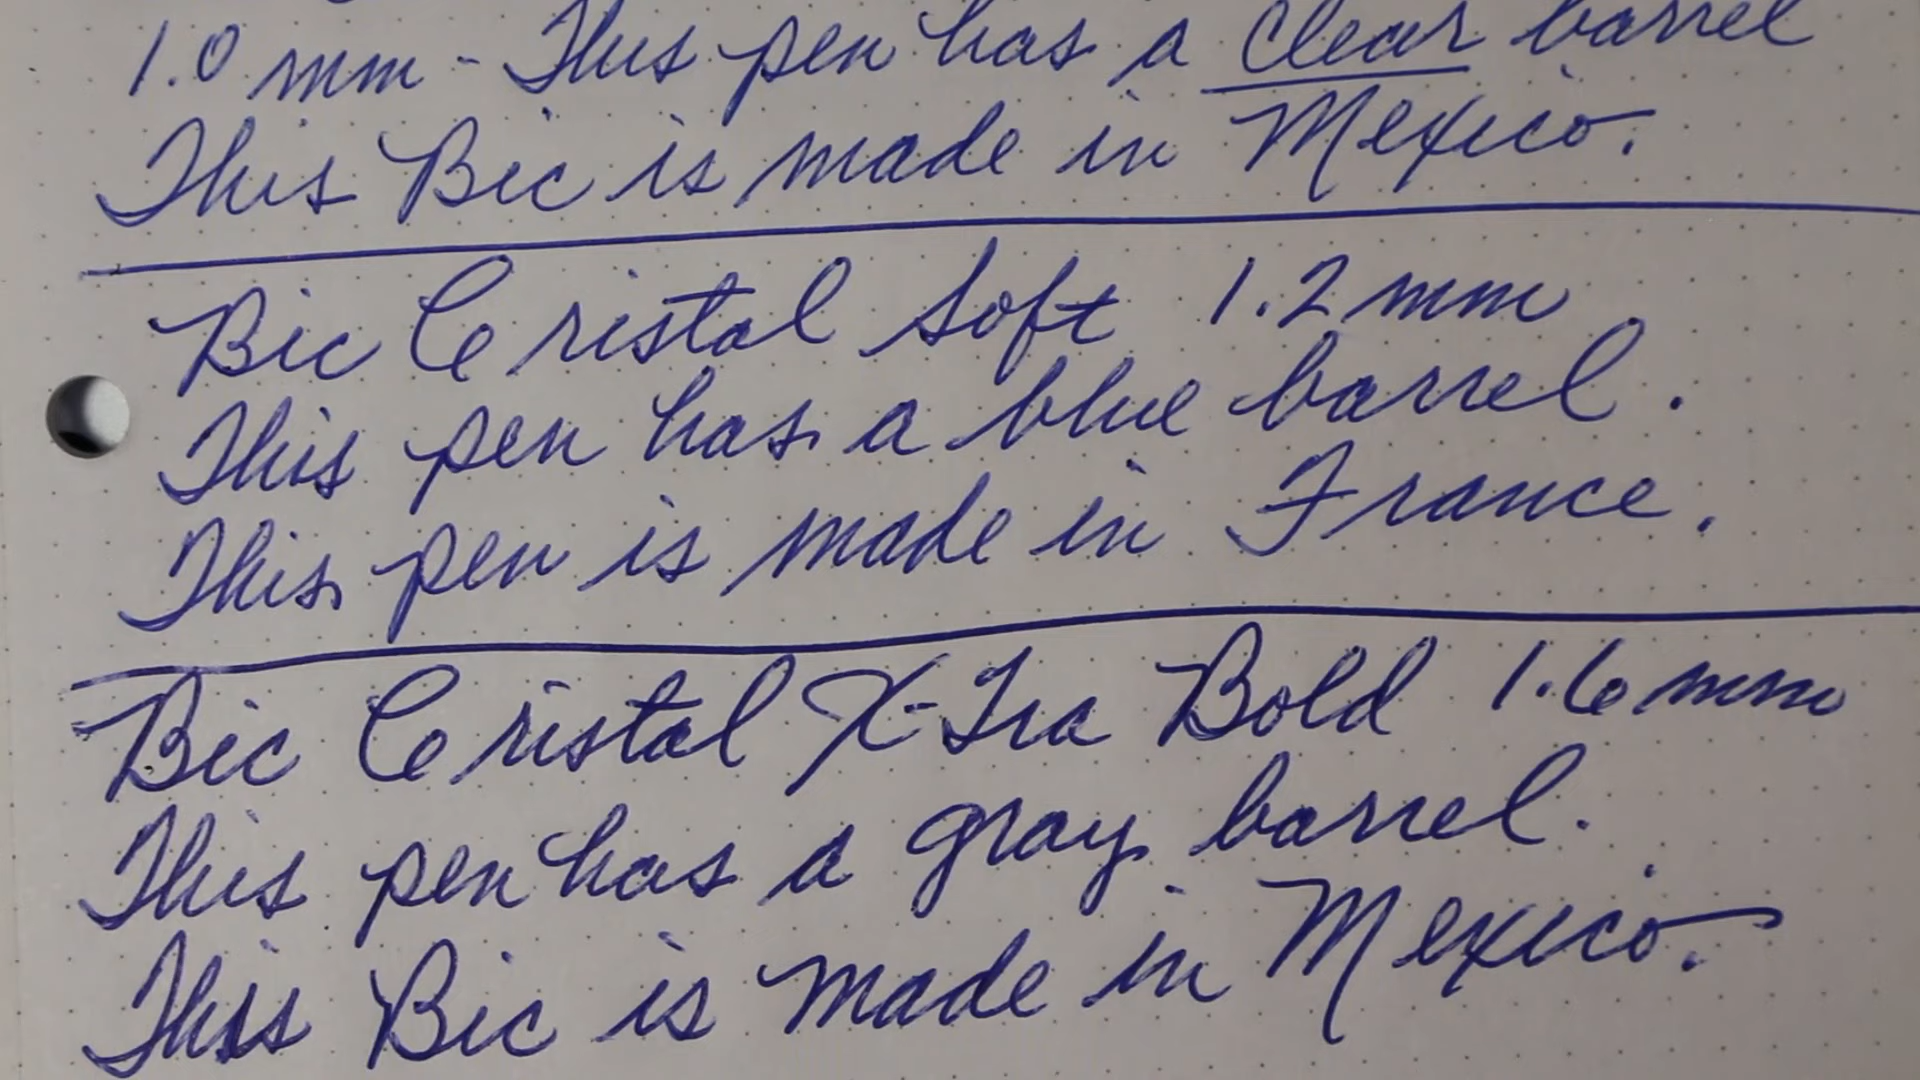 1.0 mm - This pen has a clear barrel
This Bic is made in Mexico.
Bic Cristal Soft 1.2 mm
This pen has a blue barrel.
This pen is made in France.
Bic Cristal X-Tra Bold 1.6 mm
This pen has a gray barrel.
This Bic is made in Mexico.